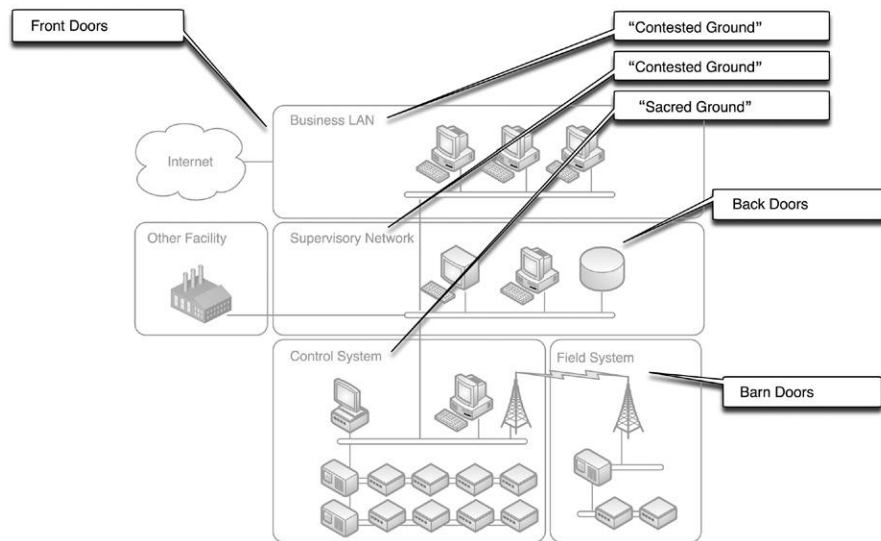 Front Doors
“Contested Ground”
“Contested Ground”
“Sacred Ground”
Business LAN
Internet
Back Doors
Other Facility
Supervisory Network
Control System
Field System
Barn Doors